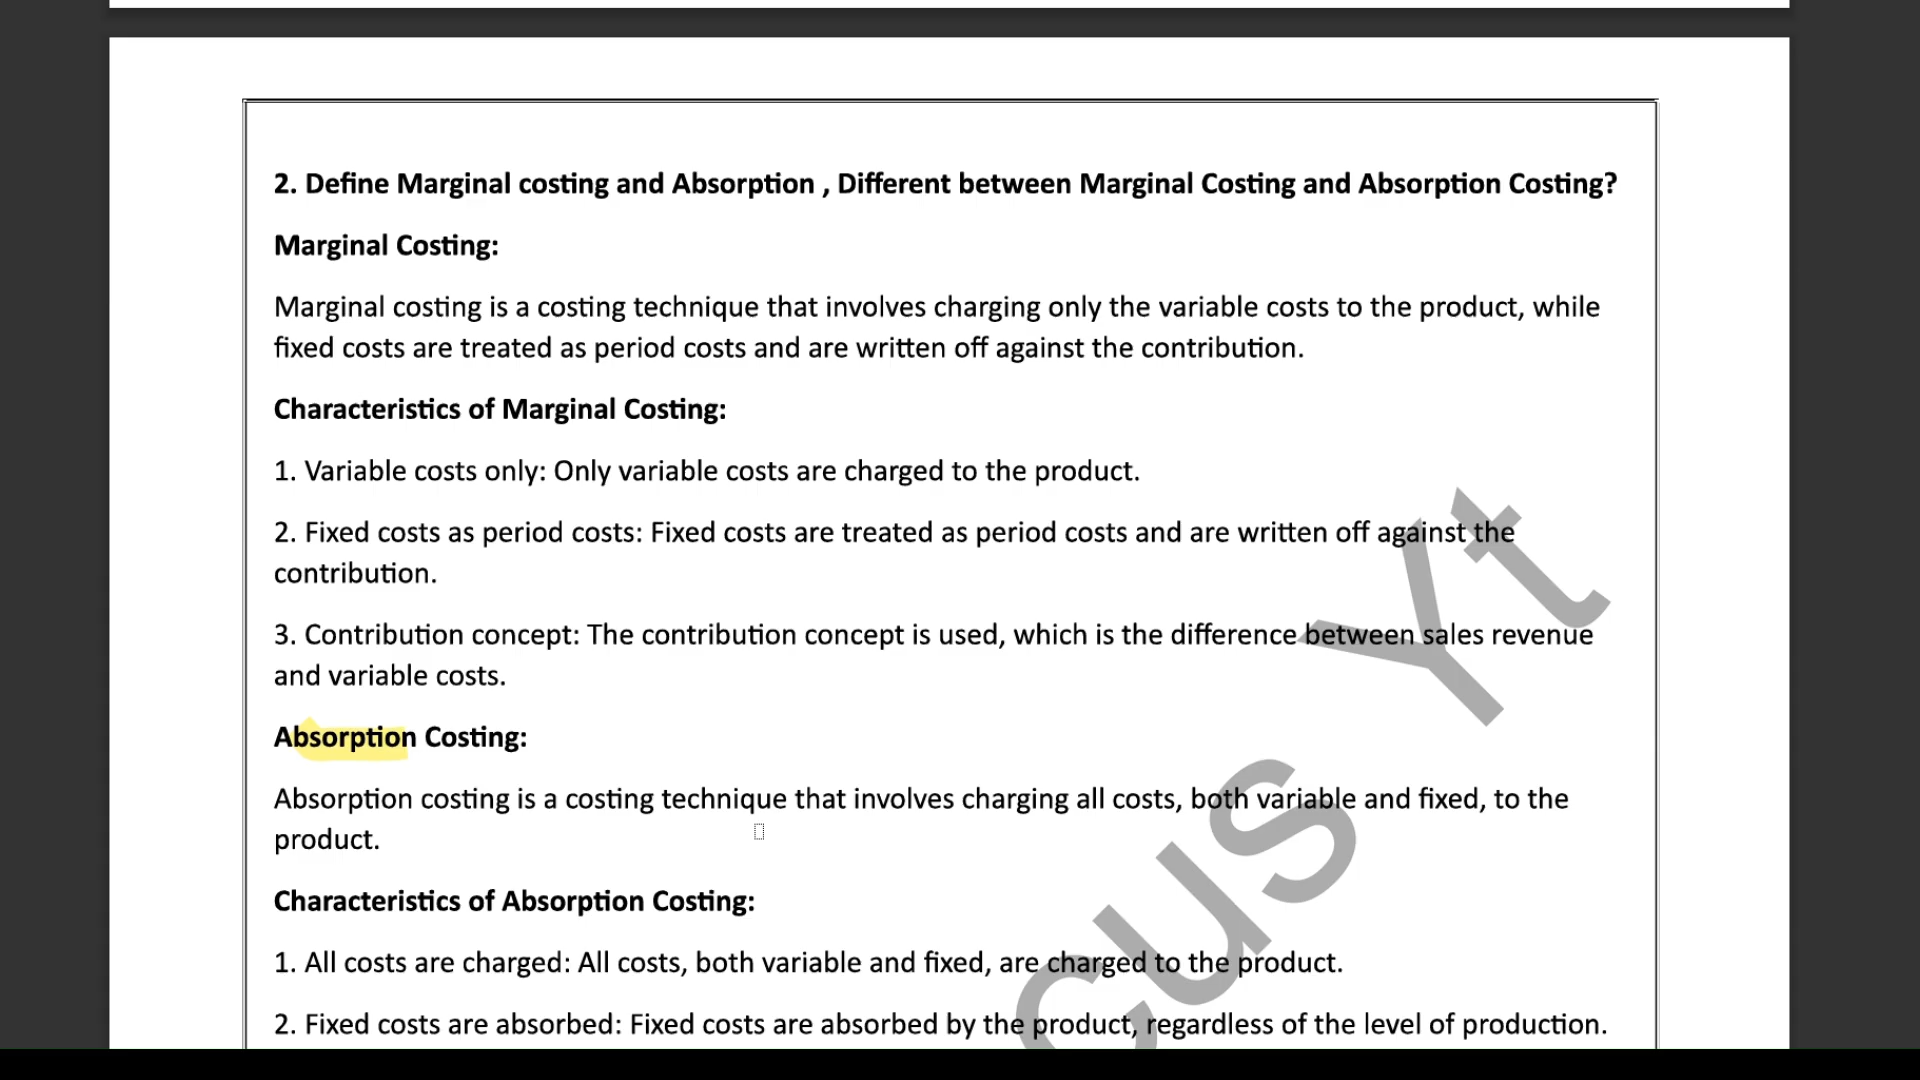 2. Define Marginal costing and Absorption , Different between Marginal Costing and Absorption Costing?
Marginal Costing:
Marginal costing is a costing technique that involves charging only the variable costs to the product, while
fixed costs are treated as period costs and are written off against the contribution.
Characteristics of Marginal Costing:
1. Variable costs only: Only variable costs are charged to the product.
2. Fixed costs as period costs: Fixed costs are treated as period costs and are written off against the
contribution.
3. Contribution concept: The contribution concept is used, which is the difference between sales revenue
and variable costs.
Absorption Costing:
Absorption costing is a costing technique that involves charging all costs, both variable and fixed, to the
product.
Characteristics of Absorption Costing:
1. All costs are charged: All costs, both variable and fixed, are charged to the product.
2. Fixed costs are absorbed: Fixed costs are absorbed by the product, regardless of the level of production.
cus Yt